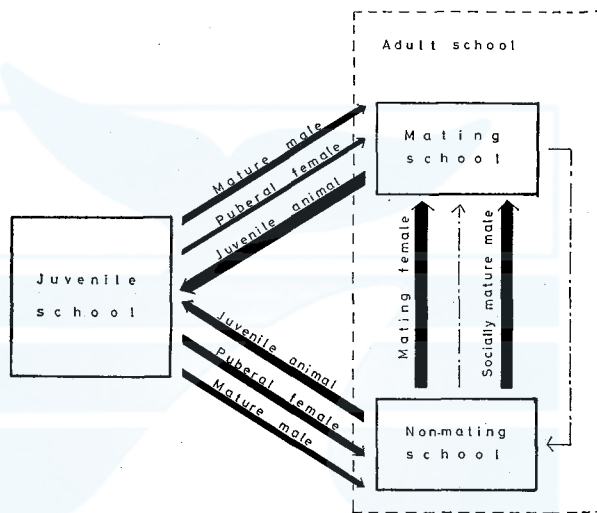 Adult school
Mature male
Puberal female
Juvenile animal
Mating
school
Juvenile
school
Mating female
Socially mature male
Juvenile animal
Puberal female
Mature male
Non-mating
school